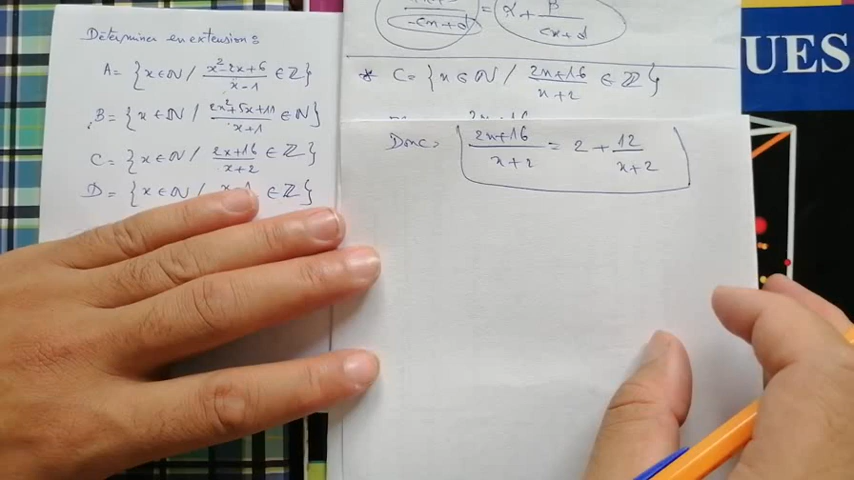 Déterminer en extension :
A = { x ∈ ℕ / x²-2x+6 / x-1 ∈ ℤ }
B = { x ∈ ℕ / 2x²+5x+11 / x+1 ∈ ℕ }
C = { x ∈ ℕ / 2x+16 / x+2 ∈ ℤ }
D = { x ∈ ℕ / ∈ ℤ }
= α + β / cx+d
* C = { x ∈ ℕ / 2x+16 / x+2 ∈ ℤ }
Donc : 2x+16 / x+2 = 2 + 12 / x+2
UES